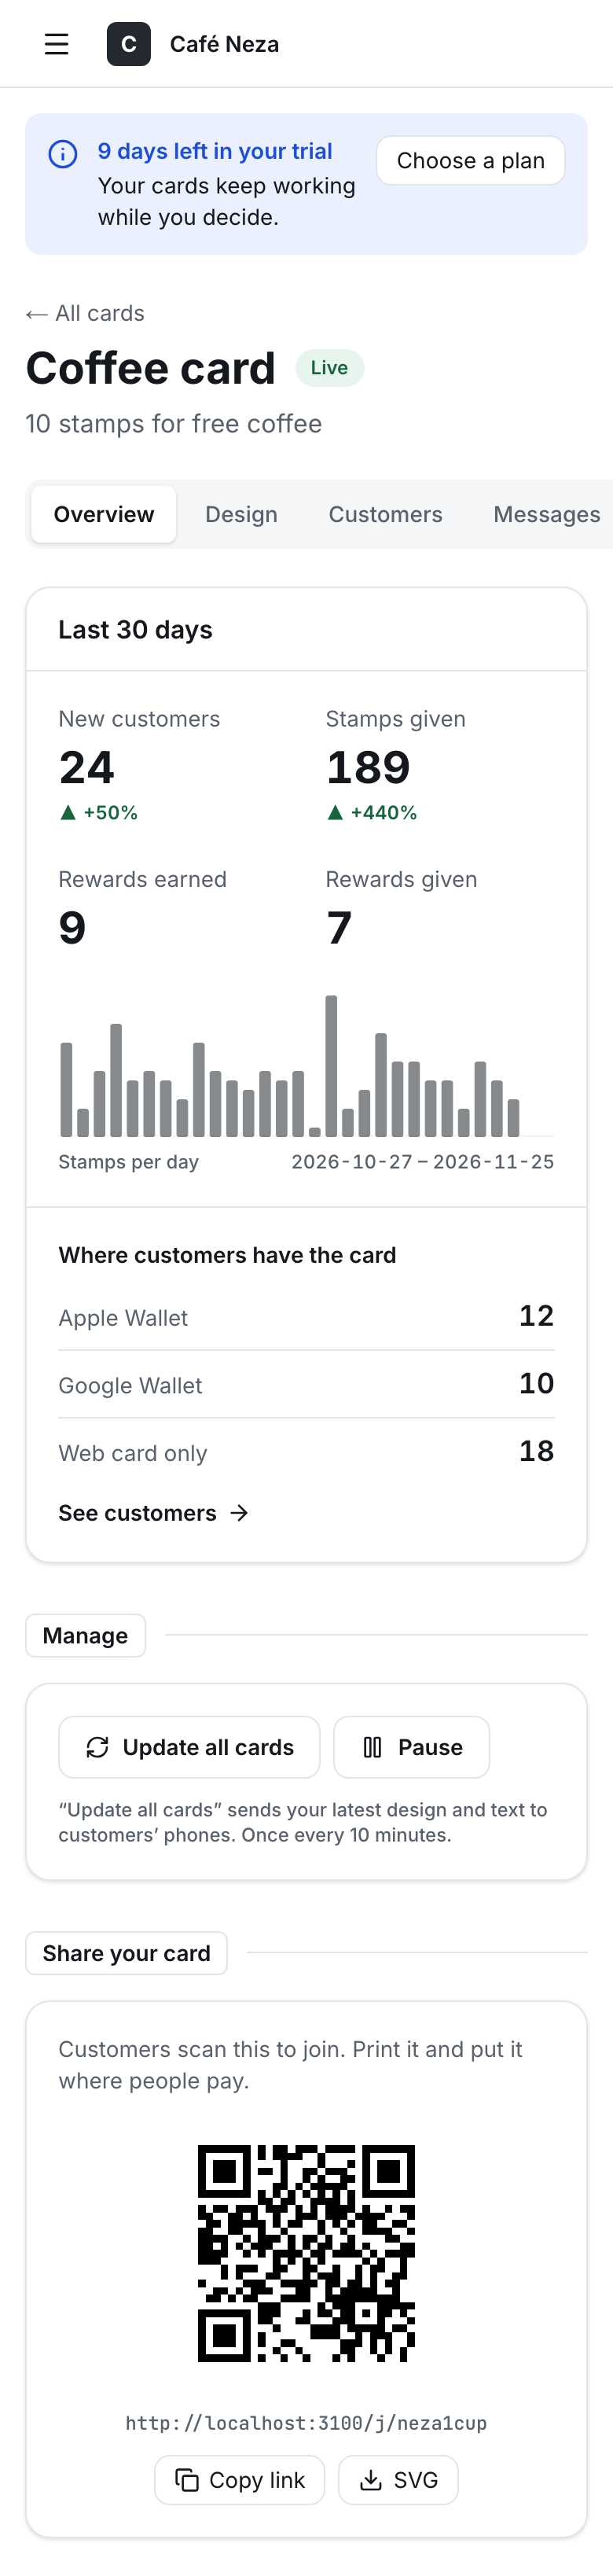 C
Café Neza
9 days left in your trial
Your cards keep working
while you decide.
Choose a plan
← All cards
Coffee card
Live
10 stamps for free coffee
Overview
Design
Customers
Messages
Last 30 days
New customers
24
▲ +50%
Stamps given
189
▲ +440%
Rewards earned
9
Rewards given
7
Stamps per day
2026-10-27 – 2026-11-25
Where customers have the card
Apple Wallet
12
Google Wallet
10
Web card only
18
See customers →
Manage
Update all cards
Pause
“Update all cards” sends your latest design and text to
customers’ phones. Once every 10 minutes.
Share your card
Customers scan this to join. Print it and put it
where people pay.
http://localhost:3100/j/neza1cup
Copy link
SVG